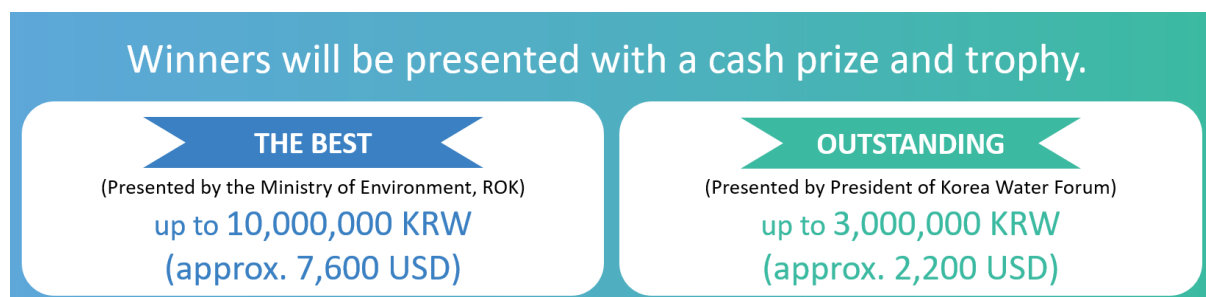 Winners will be presented with a cash prize and trophy.
THE BEST
(Presented by the Ministry of Environment, ROK)
up to 10,000,000 KRW
(approx. 7,600 USD)
OUTSTANDING
(Presented by President of Korea Water Forum)
up to 3,000,000 KRW
(approx. 2,200 USD)